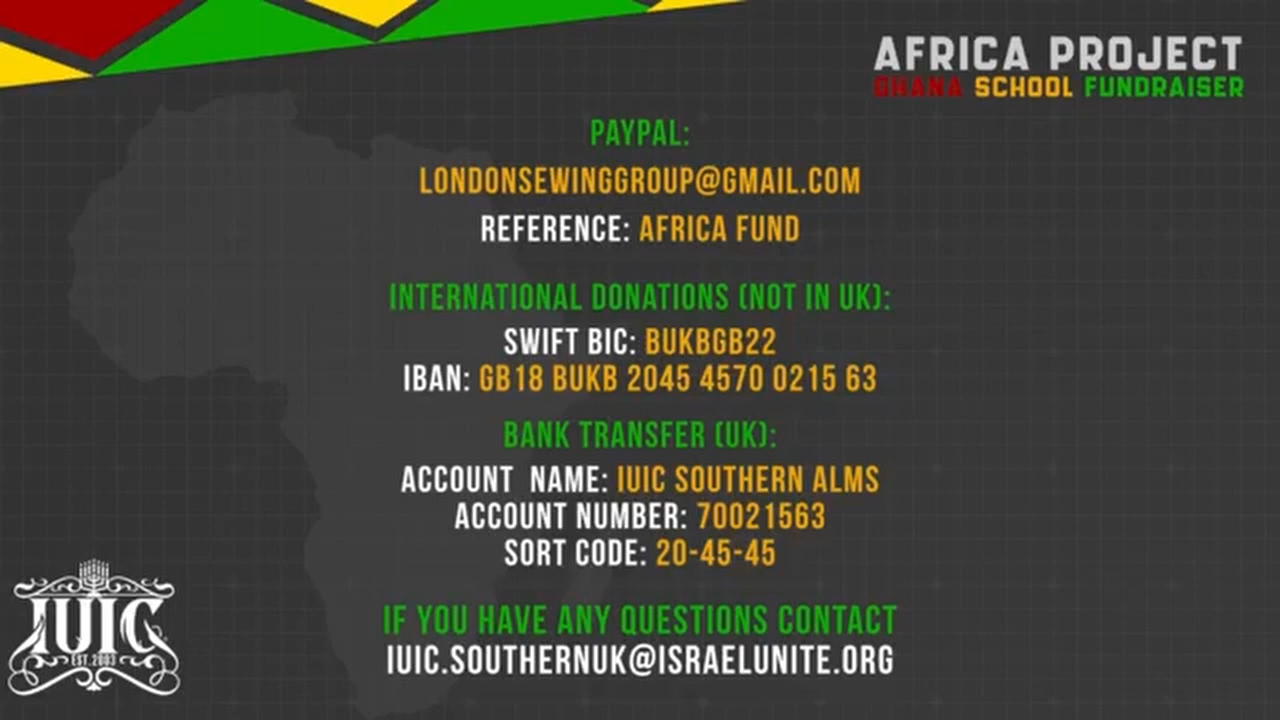 AFRICA PROJECT
GHANA SCHOOL FUNDRAISER
PAYPAL:
LONDONSEWINGGROUP@GMAIL.COM
REFERENCE: AFRICA FUND
INTERNATIONAL DONATIONS (NOT IN UK):
SWIFT BIC: BUKBGB22
IBAN: GB18 BUKB 2045 4570 0215 63
BANK TRANSFER (UK):
ACCOUNT NAME: IUIC SOUTHERN ALMS
ACCOUNT NUMBER: 70021563
SORT CODE: 20-45-45
IF YOU HAVE ANY QUESTIONS CONTACT
IUIC.SOUTHERNUK@ISRAELUNITE.ORG
IUIC
EST. 2003